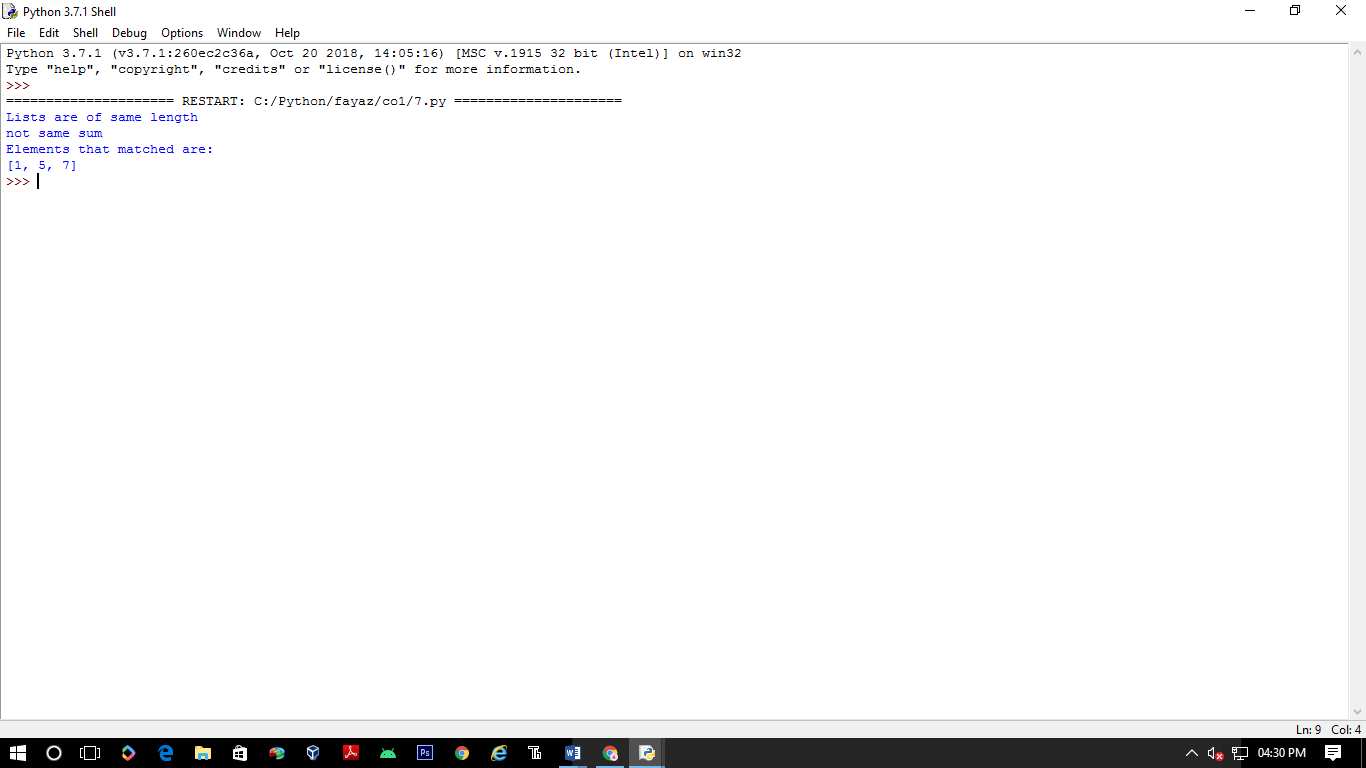 Python 3.7.1 Shell
File Edit Shell Debug Options Window Help
Python 3.7.1 (v3.7.1:260ec2c36a, Oct 20 2018, 14:05:16) [MSC v.1915 32 bit (Intel)] on win32
Type "help", "copyright", "credits" or "license()" for more information.
>>>
===================== RESTART: C:/Python/fayaz/co1/7.py =====================
Lists are of same length
not same sum
Elements that matched are:
[1, 5, 7]
>>>
Ln: 9 Col: 4
04:30 PM